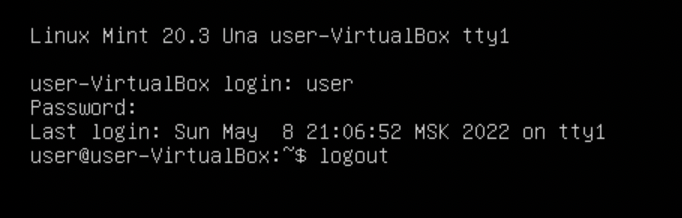 Linux Mint 20.3 Una user-VirtualBox tty1
user-VirtualBox login: user
Password:
Last login: Sun May  8 21:06:52 MSK 2022 on tty1
user@user-VirtualBox:~$ logout